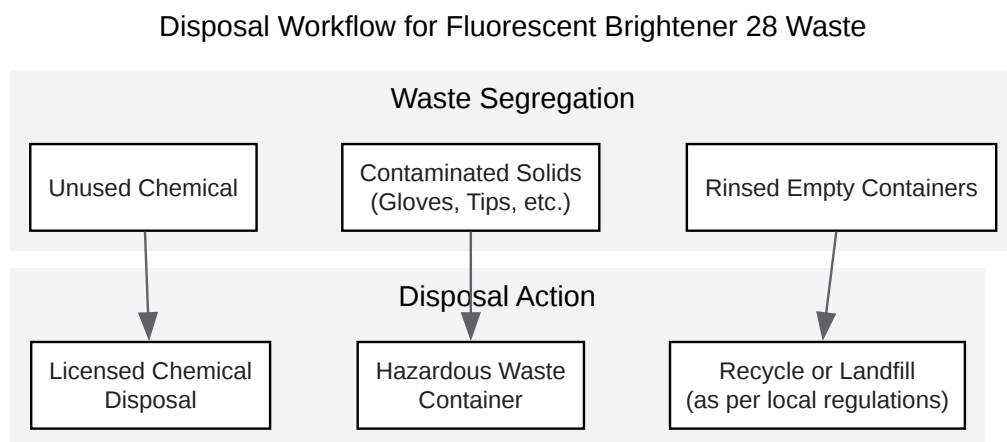 Disposal Workflow for Fluorescent Brightener 28 Waste
Waste Segregation
Unused Chemical
Contaminated Solids
(Gloves, Tips, etc.)
Rinsed Empty Containers
Disposal Action
Licensed Chemical
Disposal
Hazardous Waste
Container
Recycle or Landfill
(as per local regulations)